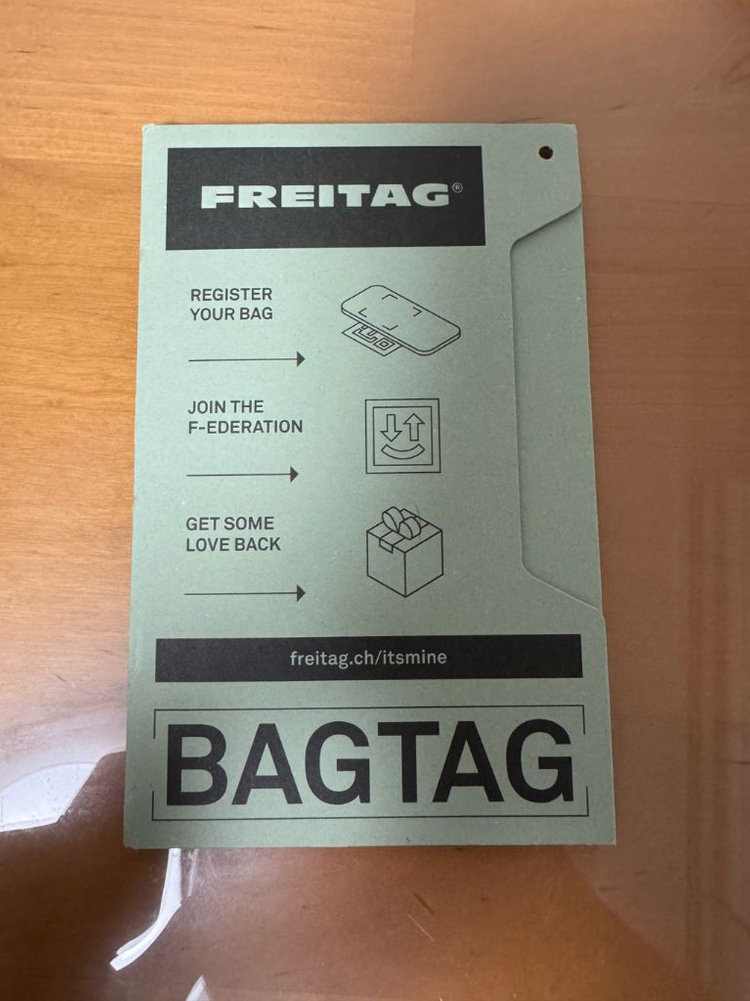 FREITAG®
REGISTER
YOUR BAG
JOIN THE
F-EDERATION
GET SOME
LOVE BACK
freitag.ch/itsmine
BAGTAG